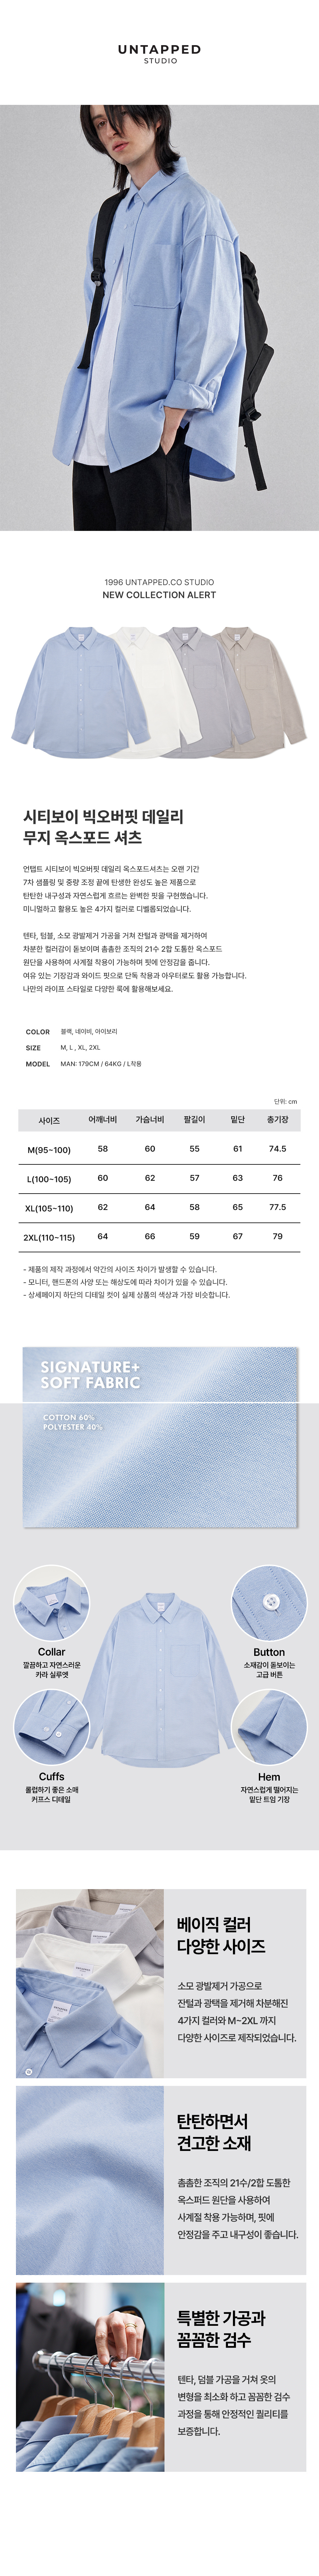 UNTAPPED
STUDIO
1996 UNTAPPED.CO STUDIO
NEW COLLECTION ALERT
시티보이 빅오버핏 데일리
무지 옥스포드 셔츠
언탭트 시티보이 빅오버핏 데일리 옥스포드셔츠는 오랜 기간
7차 샘플링 및 중량 조정 끝에 탄생한 완성도 높은 제품으로
탄탄한 내구성과 자연스럽게 흐르는 완벽한 핏을 구현했습니다.
미니멀하고 활용도 높은 4가지 컬러로 디벨롭되었습니다.
텐타, 텀블, 소모 광발제거 가공을 거쳐 잔털과 광택을 제거하여
차분한 컬러감이 돋보이며 촘촘한 조직의 21수 2합 도톰한 옥스포드
원단을 사용하여 사계절 착용이 가능하며 핏에 안정감을 줍니다.
여유 있는 기장감과 와이드 핏으로 단독 착용과 아우터로도 활용 가능합니다.
나만의 라이프 스타일로 다양한 룩에 활용해보세요.
COLOR 블랙, 네이비, 아이보리
SIZE M, L , XL, 2XL
MODEL MAN: 179CM / 64KG / L착용
단위: cm
사이즈 어깨너비 가슴너비 팔길이 밑단 총기장
M(95~100) 58 60 55 61 74.5
L(100~105) 60 62 57 63 76
XL(105~110) 62 64 58 65 77.5
2XL(110~115) 64 66 59 67 79
- 제품의 제작 과정에서 약간의 사이즈 차이가 발생할 수 있습니다.
- 모니터, 핸드폰의 사양 또는 해상도에 따라 차이가 있을 수 있습니다.
- 상세페이지 하단의 디테일 컷이 실제 상품의 색상과 가장 비슷합니다.
SIGNATURE+
SOFT FABRIC
COTTON 60%
POLYESTER 40%
Collar
깔끔하고 자연스러운
카라 실루엣
Button
소재감이 돋보이는
고급 버튼
Cuffs
롤럽하기 좋은 소매
커프스 디테일
Hem
자연스럽게 떨어지는
밑단 트임 기장
베이직 컬러
다양한 사이즈
소모 광발제거 가공으로
잔털과 광택을 제거해 차분해진
4가지 컬러와 M~2XL 까지
다양한 사이즈로 제작되었습니다.
탄탄하면서
견고한 소재
촘촘한 조직의 21수/2합 도톰한
옥스퍼드 원단을 사용하여
사계절 착용 가능하며, 핏에
안정감을 주고 내구성이 좋습니다.
특별한 가공과
꼼꼼한 검수
텐타, 덤블 가공을 거쳐 옷의
변형을 최소화 하고 꼼꼼한 검수
과정을 통해 안정적인 퀄리티를
보증합니다.